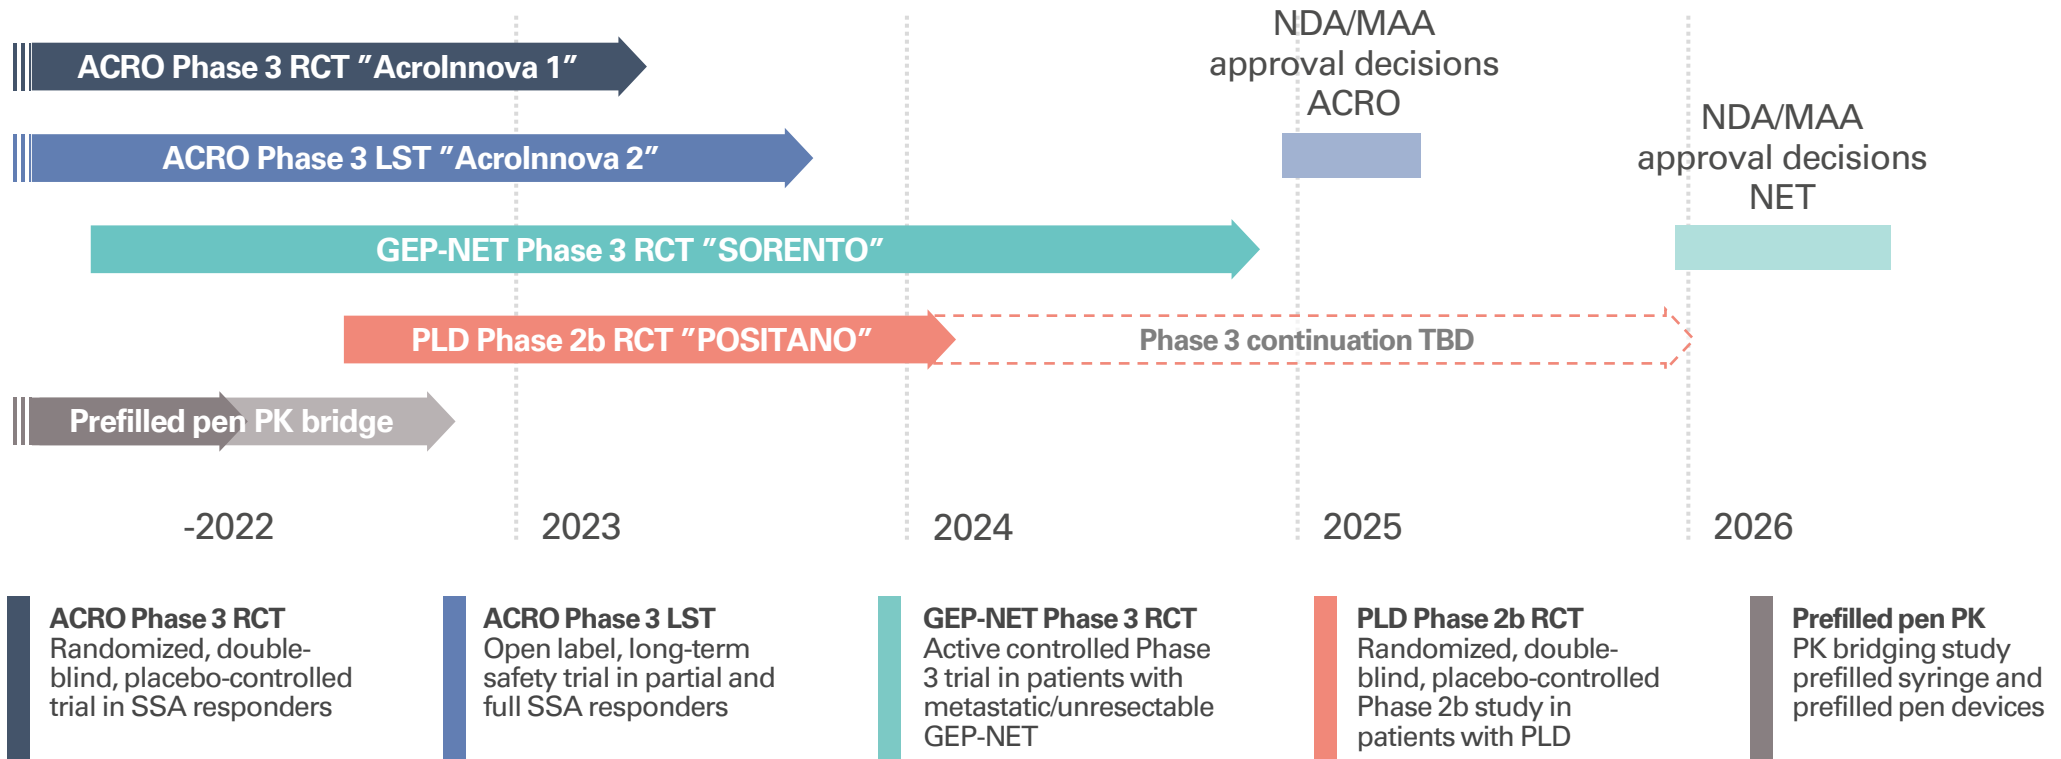 NDA/MAA
approval decisions
ACRO
ACRO Phase 3 RCT ”AcroInnova 1”
NDA/MAA
approval decisions
NET
ACRO Phase 3 LST ”AcroInnova 2”
GEP-NET Phase 3 RCT ”SORENTO”
PLD Phase 2b RCT ”POSITANO”
Phase 3 continuation TBD
Prefilled pen PK bridge
-2022
2023
2024
2025
2026
ACRO Phase 3 RCT
Randomized, double-
blind, placebo-controlled
trial in SSA responders
ACRO Phase 3 LST
Open label, long-term
safety trial in partial and
full SSA responders
GEP-NET Phase 3 RCT
Active controlled Phase
3 trial in patients with
metastatic/unresectable
GEP-NET
PLD Phase 2b RCT
Randomized, double-
blind, placebo-controlled
Phase 2b study in
patients with PLD
Prefilled pen PK
PK bridging study
prefilled syringe and
prefilled pen devices